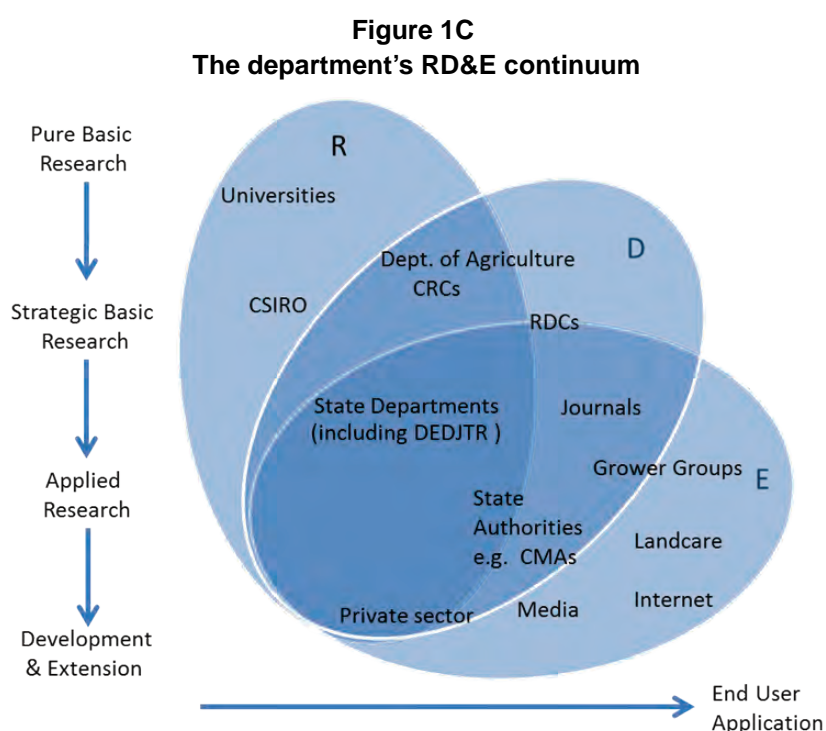 Figure 1C
The department's RD&E continuum
Pure Basic
Research
Strategic Basic
Research
Applied
Research
Development
& Extension
R
Universities
CSIRO
Dept. of Agriculture
CRCs
D
RDCs
State Departments
(including DEDJTR )
Journals
Grower Groups
E
State
Authorities
e.g. CMAs
Landcare
Internet
Media
Private sector
End User
Application